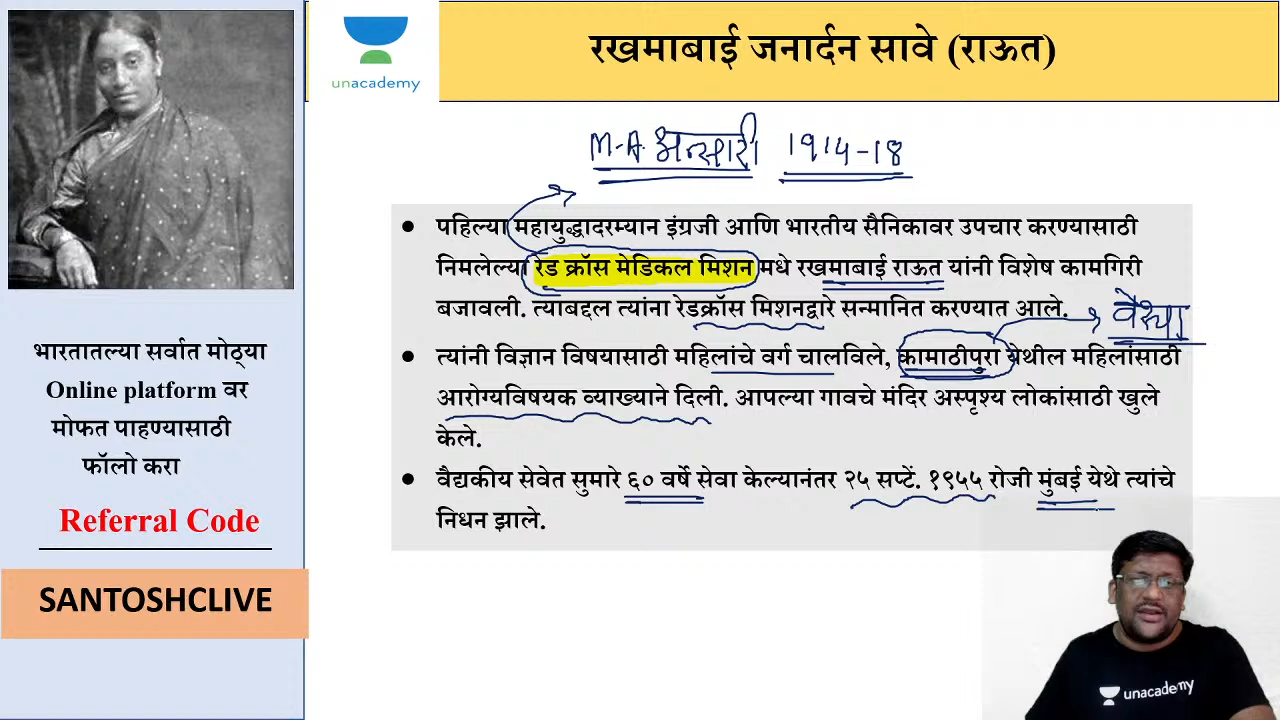 unacademy
रखमाबाई जनार्दन सावे (राऊत)
M.A. अन्सारी 1914-18
• पहिल्या महायुद्धादरम्यान इंग्रजी आणि भारतीय सैनिकावर उपचार करण्यासाठी
निमलेल्या रेड क्रॉस मेडिकल मिशन मधे रखमाबाई राऊत यांनी विशेष कामगिरी
बजावली. त्याबद्दल त्यांना रेडक्रॉस मिशनद्वारे सन्मानित करण्यात आले.
वेश्या
• त्यांनी विज्ञान विषयासाठी महिलांचे वर्ग चालविले, कामाठीपुरा येथील महिलांसाठी
आरोग्यविषयक व्याख्याने दिली. आपल्या गावचे मंदिर अस्पृश्य लोकांसाठी खुले
केले.
• वैद्यकीय सेवेत सुमारे ६० वर्षे सेवा केल्यानंतर २५ सप्टें. १९५५ रोजी मुंबई येथे त्यांचे
निधन झाले.
भारतातल्या सर्वात मोठ्या
Online platform वर
मोफत पाहण्यासाठी
फॉलो करा
Referral Code
SANTOSHCLIVE
unacademy